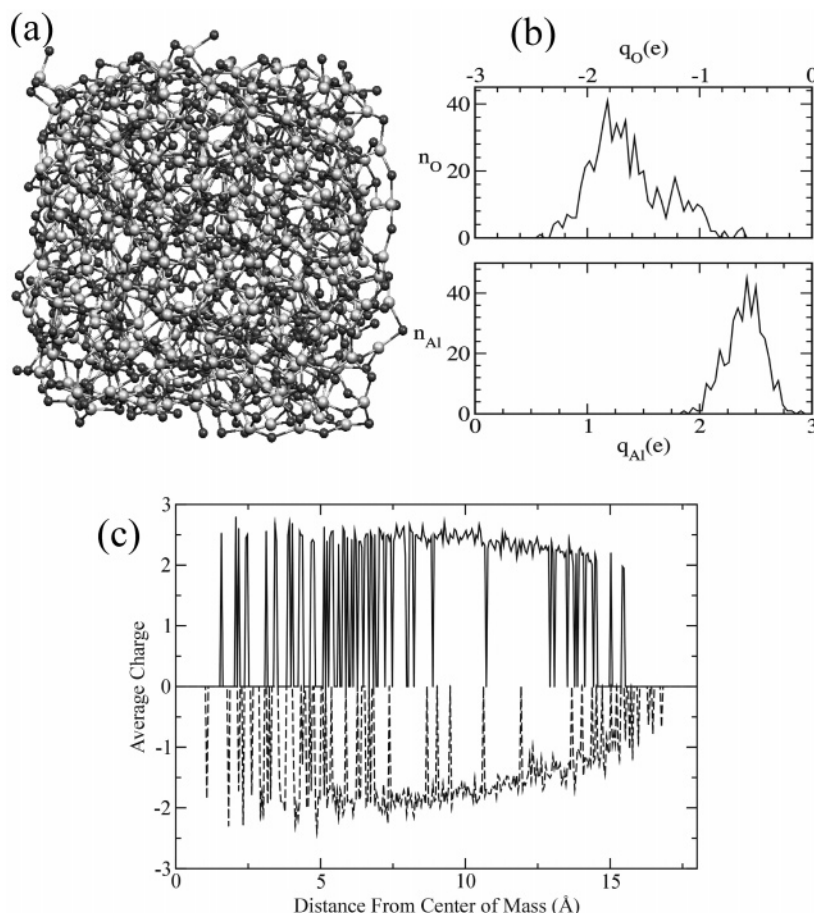 (a)
(b)
q_O(e)
-3 -2 -1 0
40
n_O
20
0
40
n_Al
20
0
0 1 2 3
q_Al(e)
(c)
3
2
1
0
-1
-2
-3
Average Charge
0 5 10 15
Distance From Center of Mass (Å)